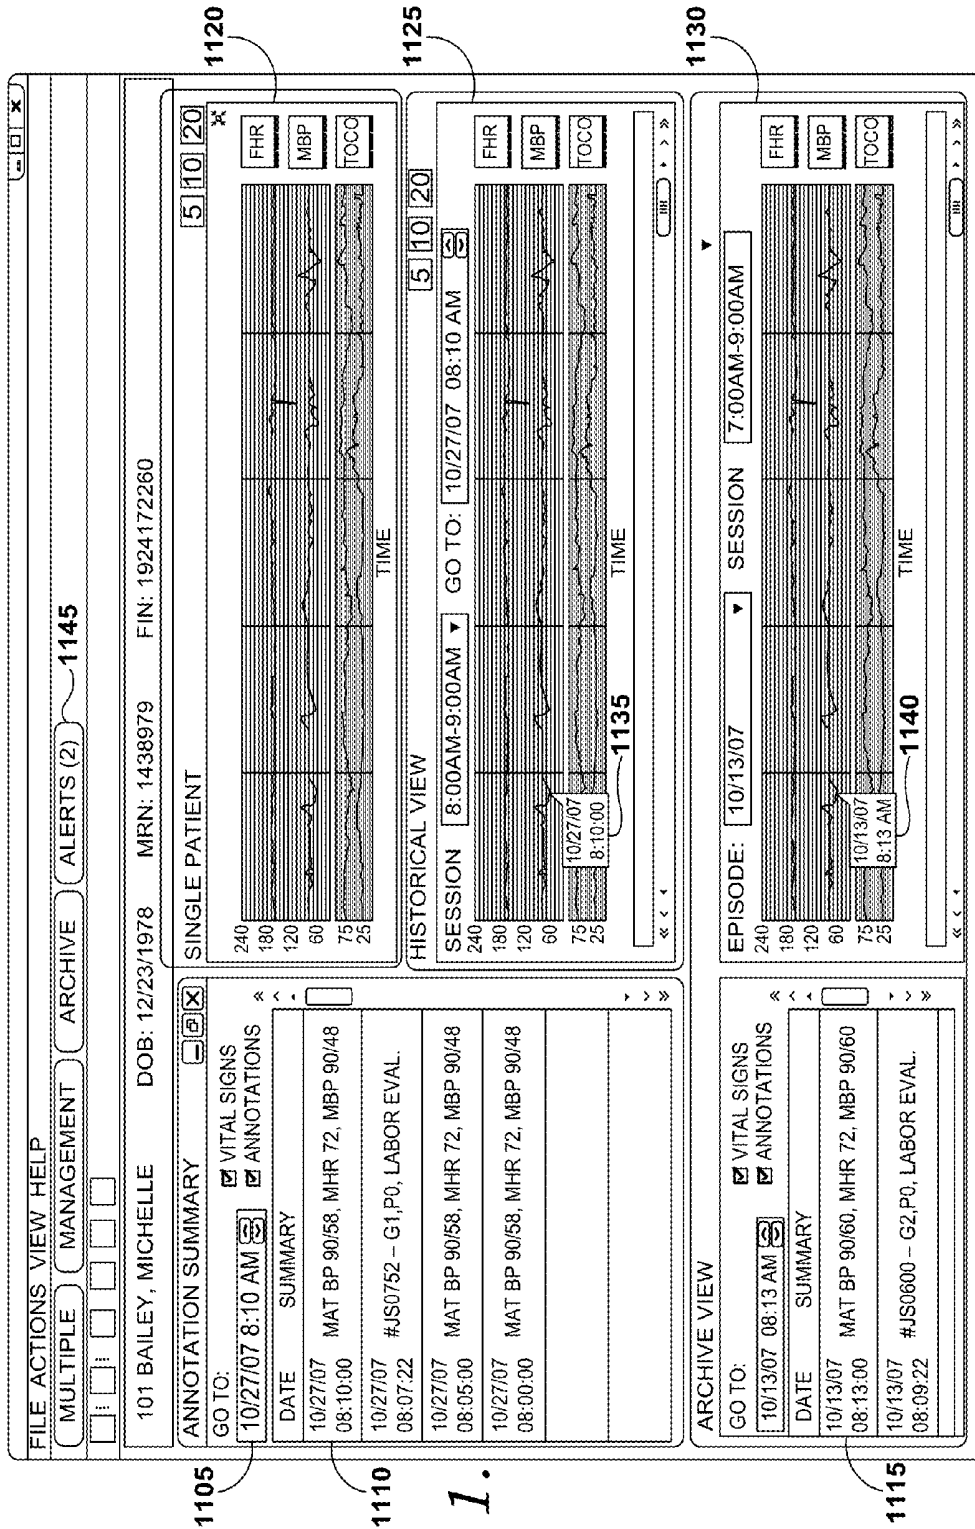 FILE ACTIONS VIEW HELP
MULTIPLE MANAGEMENT ARCHIVE ALERTS (2)
1145
101 BAILEY, MICHELLE DOB: 12/23/1978 MRN: 1438979 FIN: 1924172260
ANNOTATION SUMMARY
GO TO:
10/27/07 8:10 AM
VITAL SIGNS
ANNOTATIONS
DATE SUMMARY
10/27/07
08:10:00
MAT BP 90/58, MHR 72, MBP 90/48
10/27/07
08:07:22
#JS0752 – G1,P0, LABOR EVAL.
10/27/07
08:05:00
MAT BP 90/58, MHR 72, MBP 90/48
10/27/07
08:00:00
MAT BP 90/58, MHR 72, MBP 90/48
1105
1110
1.
SINGLE PATIENT
5 10 20
240
180
120
60
75
25
FHR
MBP
TOCO
TIME
1120
HISTORICAL VIEW
5 10 20
SESSION 8:00AM-9:00AM GO TO: 10/27/07 08:10 AM
240
180
120
60
75
25
10/27/07
8:10:00
FHR
MBP
TOCO
TIME
1125
1135
ARCHIVE VIEW
GO TO:
10/13/07 08:13 AM
VITAL SIGNS
ANNOTATIONS
DATE SUMMARY
10/13/07
08:13:00
MAT BP 90/60, MHR 72, MBP 90/60
10/13/07
08:09:22
#JS0600 – G2,P0, LABOR EVAL.
1115
EPISODE: 10/13/07 SESSION 7:00AM-9:00AM
240
180
120
60
75
25
10/13/07
8:13 AM
FHR
MBP
TOCO
TIME
1130
1140